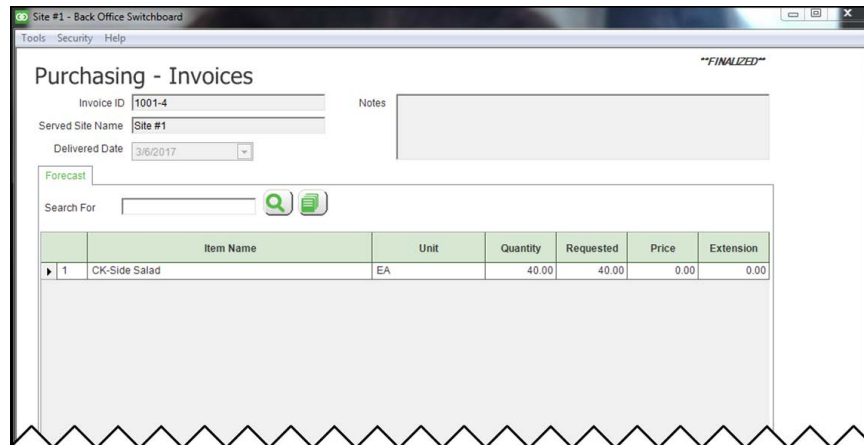 Site #1 - Back Office Switchboard
Tools Security Help
**FINALIZED**
Purchasing - Invoices
Invoice ID 1001-4 Notes
Served Site Name Site #1
Delivered Date 3/6/2017
Forecast
Search For
Item Name Unit Quantity Requested Price Extension
1 CK-Side Salad EA 40.00 40.00 0.00 0.00